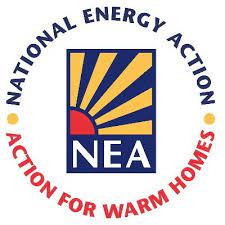 NATIONAL ENERGY ACTION
NEA
ACTION FOR WARM HOMES